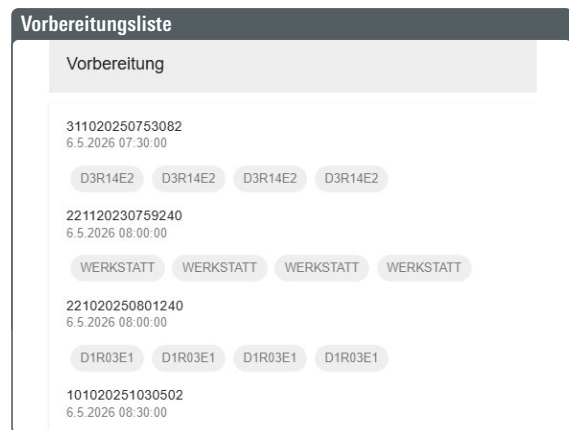 Vorbereitungsliste
Vorbereitung
311020250753082
6.5.2026 07:30:00
D3R14E2 D3R14E2 D3R14E2 D3R14E2
221120230759240
6.5.2026 08:00:00
WERKSTATT WERKSTATT WERKSTATT WERKSTATT
221020250801240
6.5.2026 08:00:00
D1R03E1 D1R03E1 D1R03E1 D1R03E1
101020251030502
6.5.2026 08:30:00